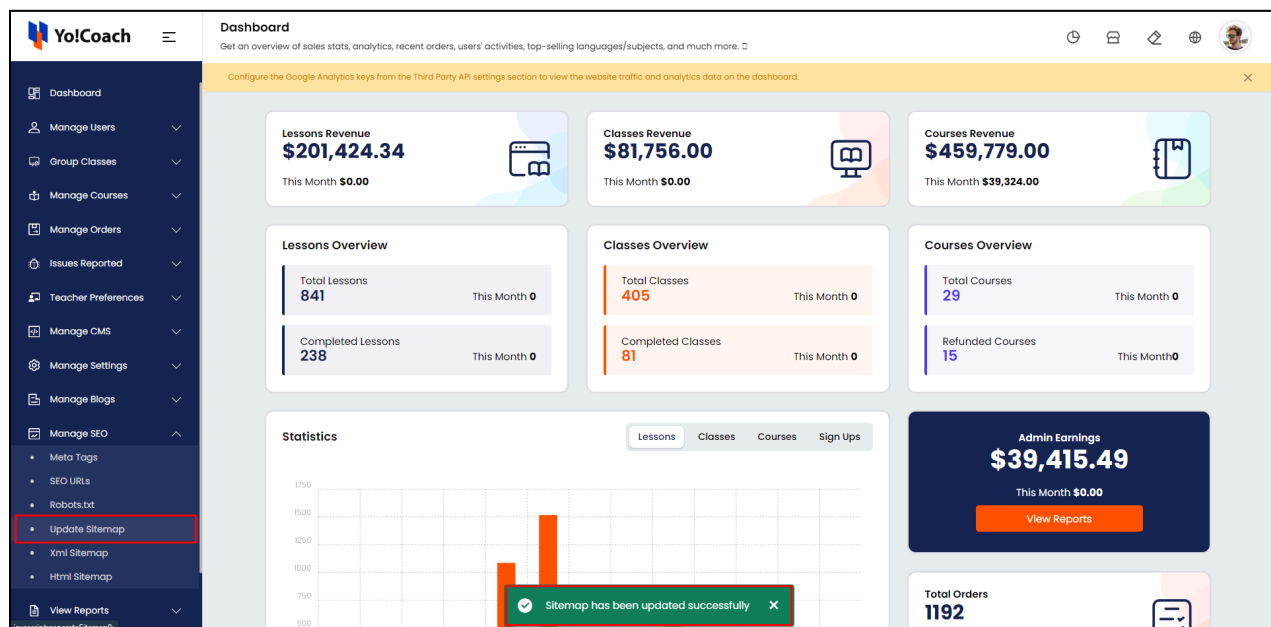 Yo!Coach
Dashboard
Get an overview of sales stats, analytics, recent orders, users' activities, top-selling languages/subjects, and much more.
Configure the Google Analytics keys from the Third Party API settings section to view the website traffic and analytics data on the dashboard.
Dashboard
Manage Users
Group Classes
Manage Courses
Manage Orders
Issues Reported
Teacher Preferences
Manage CMS
Manage Settings
Manage Blogs
Manage SEO
Meta Tags
SEO URLs
Robots.txt
Update Sitemap
Xml Sitemap
Html Sitemap
View Reports
Lessons Revenue
$201,424.34
This Month $0.00
Classes Revenue
$81,756.00
This Month $0.00
Courses Revenue
$459,779.00
This Month $39,324.00
Lessons Overview
Total Lessons
841
This Month 0
Completed Lessons
238
This Month 0
Classes Overview
Total Classes
405
This Month 0
Completed Classes
81
This Month 0
Courses Overview
Total Courses
29
This Month 0
Refunded Courses
15
This Month0
Statistics
Lessons
Classes
Courses
Sign Ups
1750
1500
1250
1000
750
500
Admin Earnings
$39,415.49
This Month $0.00
View Reports
Total Orders
1192
Sitemap has been updated successfully